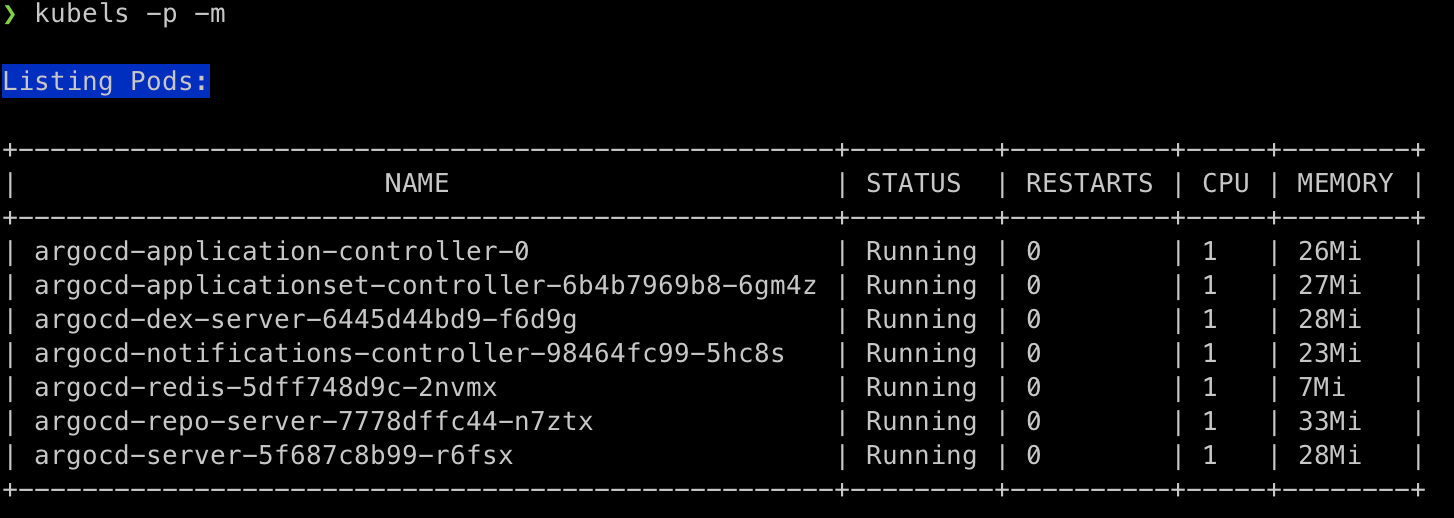 ❯ kubels -p -m
Listing Pods:
+---------------------------------------------------+---------+----------+-----+--------+
|                       NAME                        | STATUS  | RESTARTS | CPU | MEMORY |
+---------------------------------------------------+---------+----------+-----+--------+
| argocd-application-controller-0                   | Running | 0        | 1   | 26Mi   |
| argocd-applicationset-controller-6b4b7969b8-6gm4z | Running | 0        | 1   | 27Mi   |
| argocd-dex-server-6445d44bd9-f6d9g                | Running | 0        | 1   | 28Mi   |
| argocd-notifications-controller-98464fc99-5hc8s   | Running | 0        | 1   | 23Mi   |
| argocd-redis-5dff748d9c-2nvmx                     | Running | 0        | 1   | 7Mi    |
| argocd-repo-server-7778dffc44-n7ztx               | Running | 0        | 1   | 33Mi   |
| argocd-server-5f687c8b99-r6fsx                    | Running | 0        | 1   | 28Mi   |
+---------------------------------------------------+---------+----------+-----+--------+